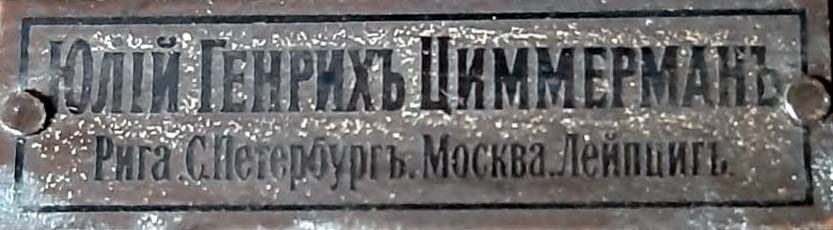 Юлій Генрихъ Циммерманъ
Рига.С.Петербургъ.Москва.Лейпцигъ.